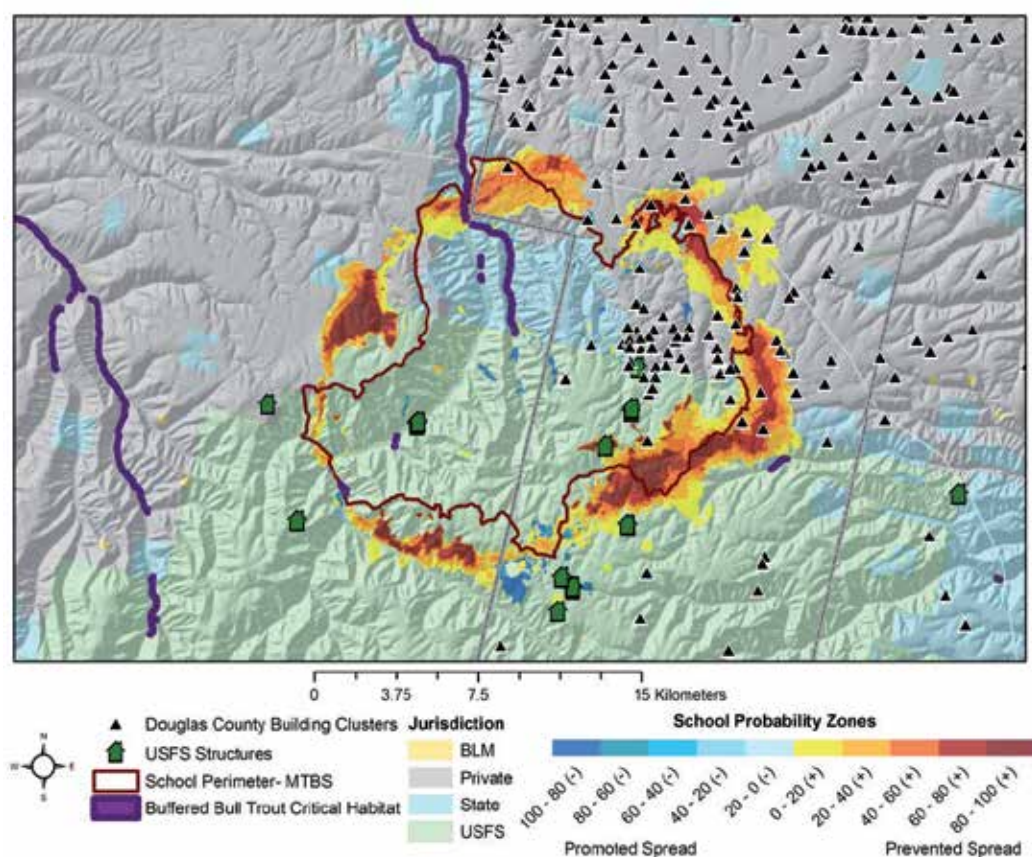 0 3.75 7.5 15 Kilometers
N
W E
S
Douglas County Building Clusters
USFS Structures
School Perimeter- MTBS
Buffered Bull Trout Critical Habitat
Jurisdiction
BLM
Private
State
USFS
School Probability Zones
100 - 80 (-)
80 - 60 (-)
60 - 40 (-)
40 - 20 (-)
20 - 0 (-)
0 - 20 (+)
20 - 40 (+)
40 - 60 (+)
60 - 80 (+)
80 - 100 (+)
Promoted Spread Prevented Spread